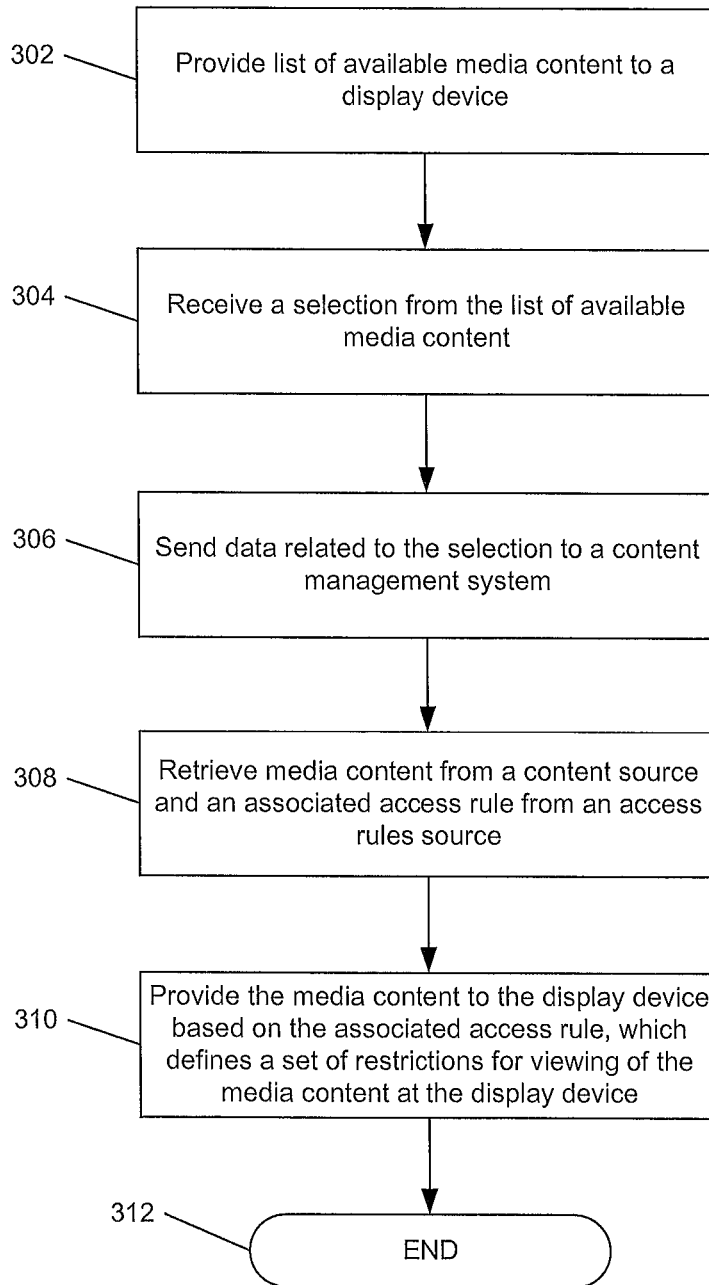 302
Provide list of available media content to a
display device
304
Receive a selection from the list of available
media content
306
Send data related to the selection to a content
management system
308
Retrieve media content from a content source
and an associated access rule from an access
rules source
310
Provide the media content to the display device
based on the associated access rule, which
defines a set of restrictions for viewing of the
media content at the display device
312
END